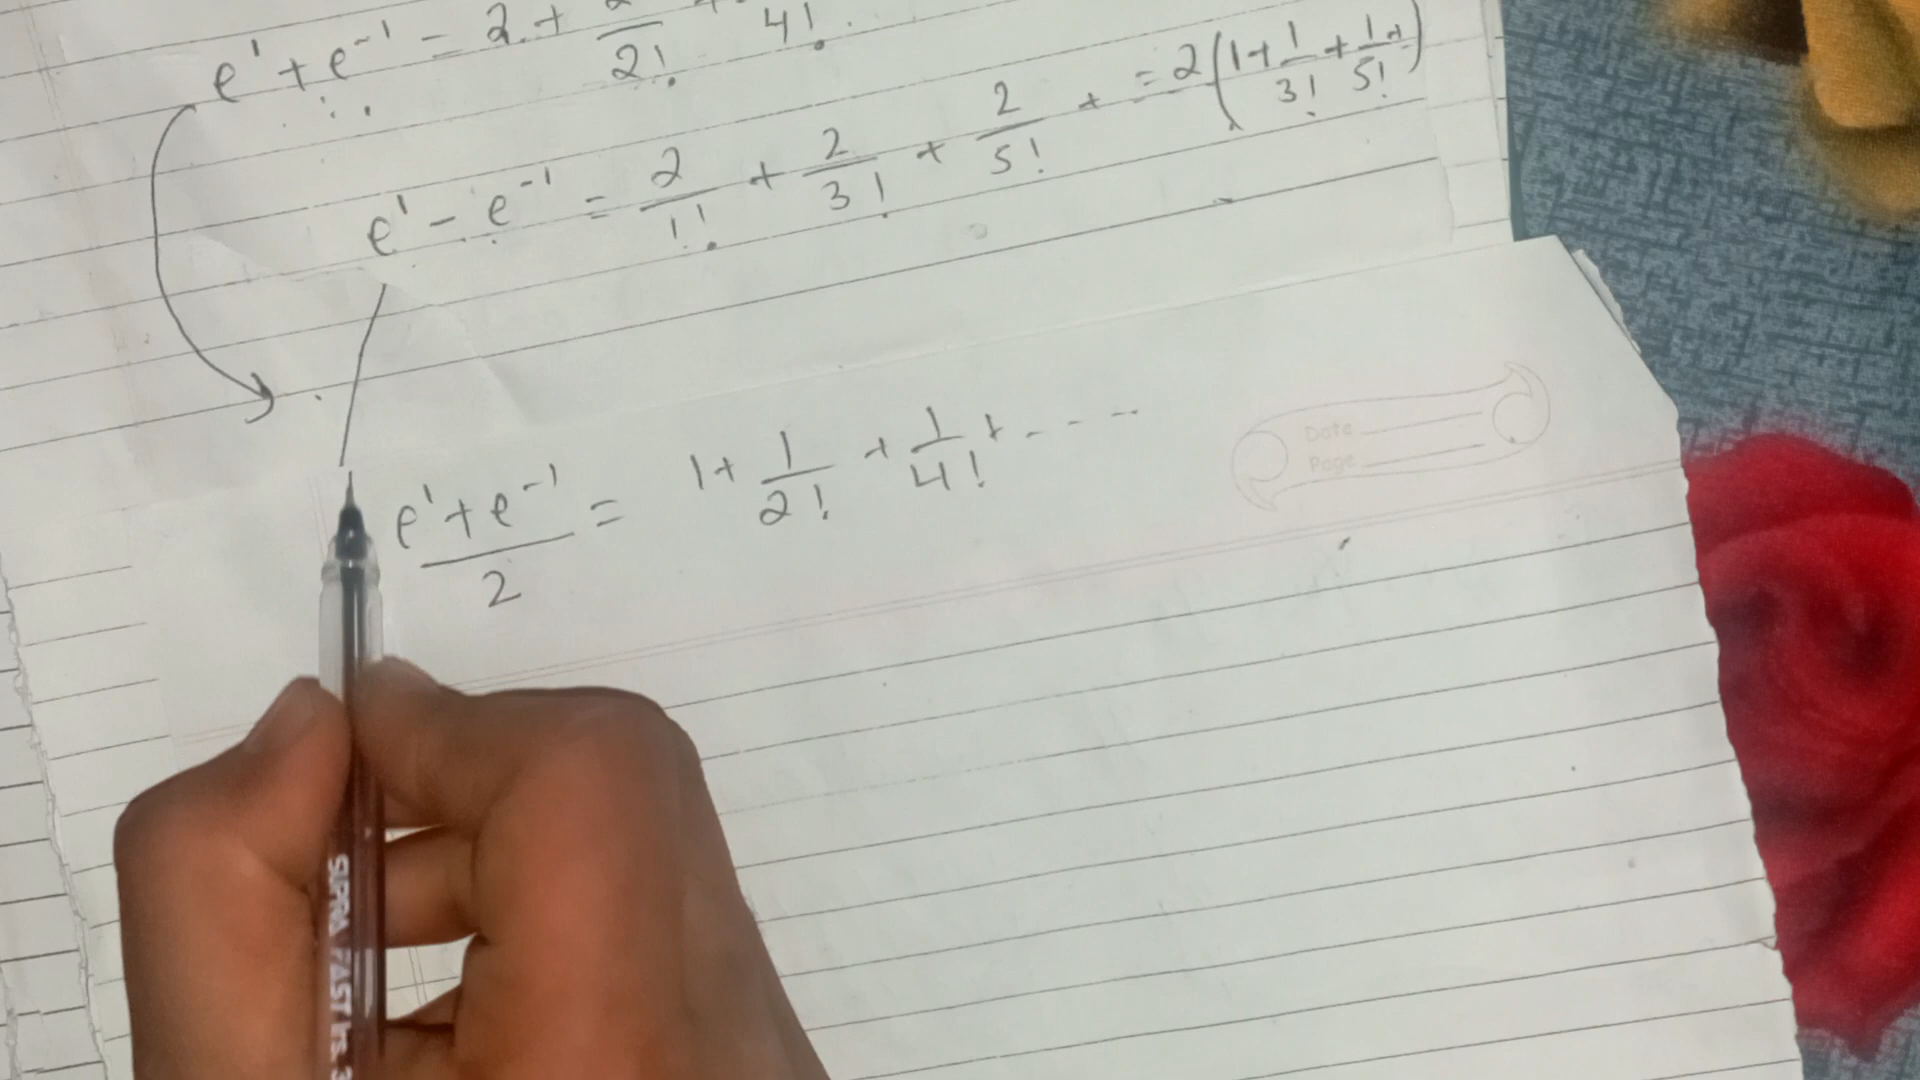 e¹ + e⁻¹ = 2 + 2/2! + 4!
e¹ - e⁻¹ = 2/1! + 2/3! + 2/5! + = 2(1 + 1/3! + 1/5! +)
(e¹ + e⁻¹)/2 = 1 + 1/2! + 1/4! + ----
Date
Page
SUPRA FAST